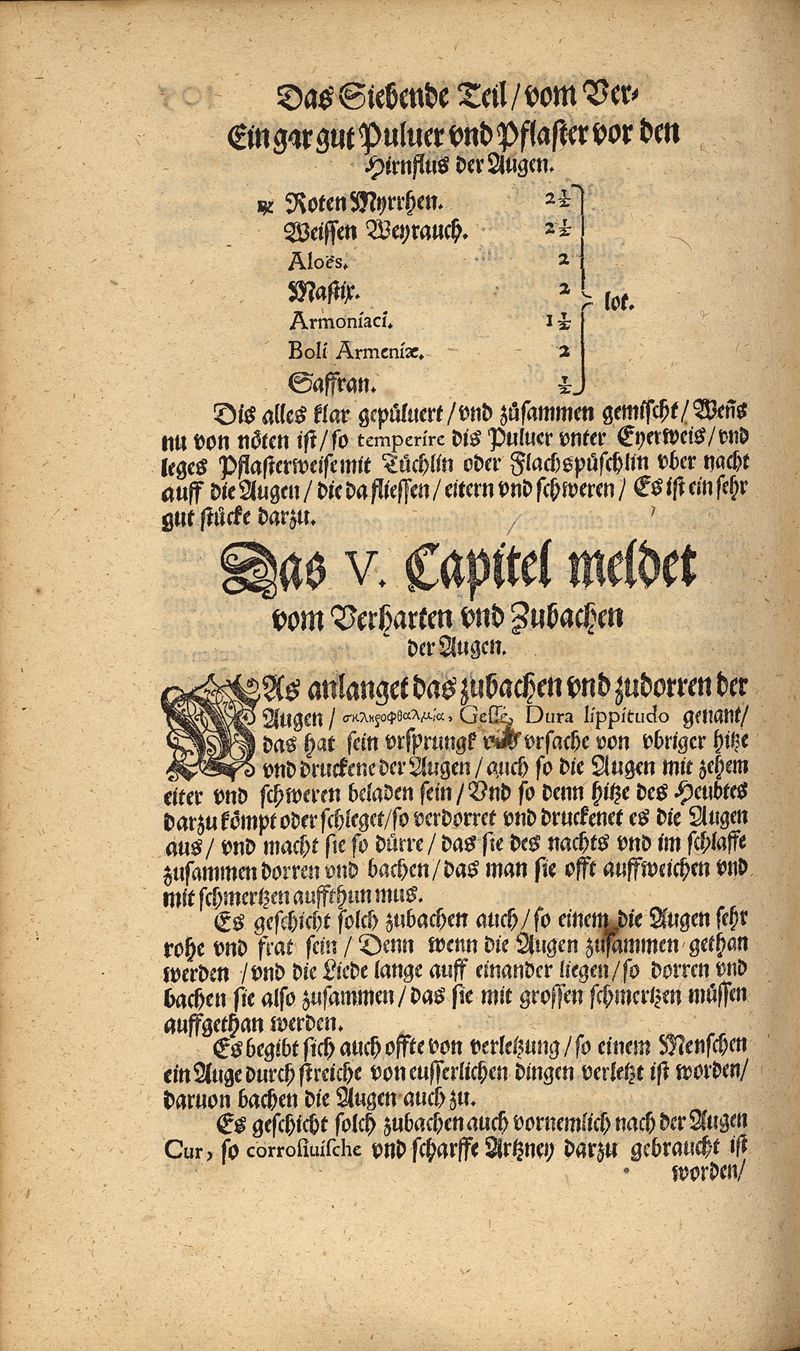 Das Siebende Teil/vom Ver⸗
Ein gar gut Puluer vnd Pflaster vor den
Hirnflus der Augen.
℞ Roten Myrrhen. 2½
Weissen Weyrauch. 2½
Aloës. 2
Mastix. 2
lot.
Armoniaci. 1½
Boli Armeniæ. 2
Saffran. ½
Dis alles klar gepůluert/vnd zůsammen gemischt/Weñs
nu von nöten ist/so temperire dis Puluer vnter Eyerweis/vnd
leges Pflasterweise mit Tüchlin oder Flachspüschlin vber nacht
auff die Augen/die da fliessen/eitern vnd schweren/Es ist ein sehr
gut stücke darzu.
Das V. Capitel meldet
vom Verharten vnd Zubachen
der Augen.
WAs anlanget das zubachen vnd zudorren der
Augen/σκληροφθαλμία, Dura lippitudo genant/
das hat sein vrsprungk vnd vrsache von vbriger hitze
vnd druckene der Augen/auch so die Augen mit zehem
eiter vnd schweren beladen sein/Vnd so denn hitze des Heubtes
darzu kömpt oder schleget/so verdorret vnd druckenet es die Augen
aus/vnd macht sie so dürre/das sie des nachts vnd im schlaffe
zusammen dorren vnd bachen/das man sie offt auffweichen vnd
mit schmertzen auffthun mus.
Es geschicht solch zubachen auch/so einem die Augen sehr
rohe vnd frat sein/Denn wenn die Augen zusammen gethan
werden/vnd die Liede lange auff einander liegen/so dorren vnd
bachen sie also zusammen/das sie mit grossen schmertzen müssen
auffgethan werden.
Es begibt sich auch offte von verletzung/so einem Menschen
ein Auge durch streiche von eusserlichen dingen verletzt ist worden/
daruon bachen die Augen auch zu.
Es geschicht solch zubachen auch vornemlich nach der Augen
Cur, so corrosiuische vnd scharffe Artzney darzu gebraucht ist
worden/